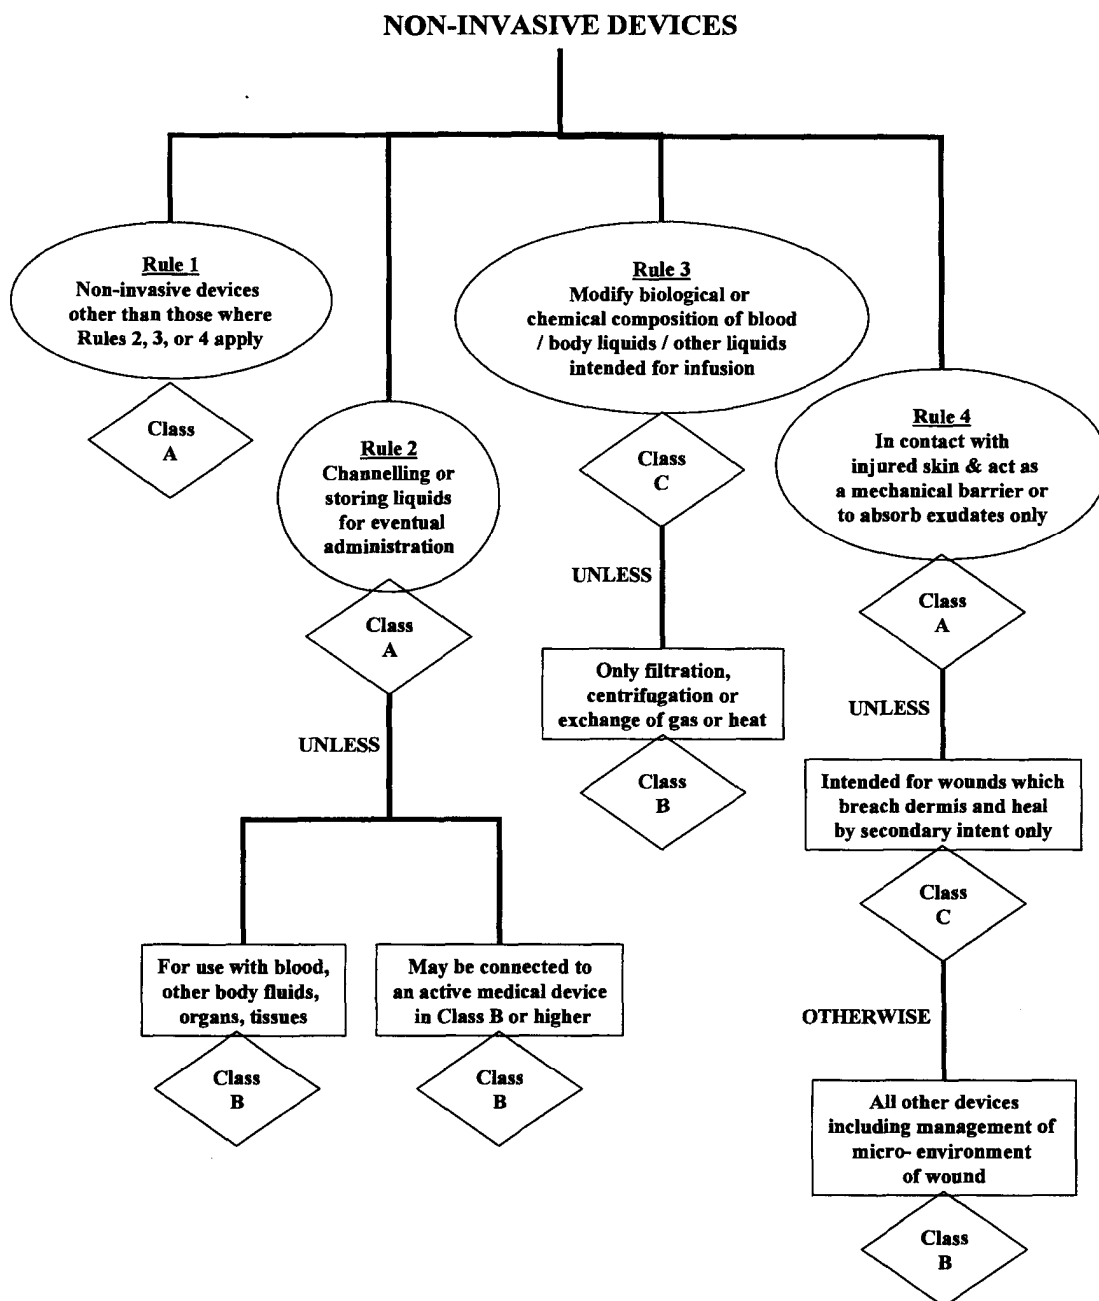 NON-INVASIVE DEVICES
Rule 1
Non-invasive devices
other than those where
Rules 2, 3, or 4 apply
Class
A
Rule 2
Channelling or
storing liquids
for eventual
administration
Class
A
UNLESS
For use with blood,
other body fluids,
organs, tissues
Class
B
May be connected to
an active medical device
in Class B or higher
Class
B
Rule 3
Modify biological or
chemical composition of blood
/ body liquids / other liquids
intended for infusion
Class
C
UNLESS
Only filtration,
centrifugation or
exchange of gas or heat
Class
B
Rule 4
In contact with
injured skin & act as
a mechanical barrier or
to absorb exudates only
Class
A
UNLESS
Intended for wounds which
breach dermis and heal
by secondary intent only
Class
C
OTHERWISE
All other devices
including management of
micro- environment
of wound
Class
B